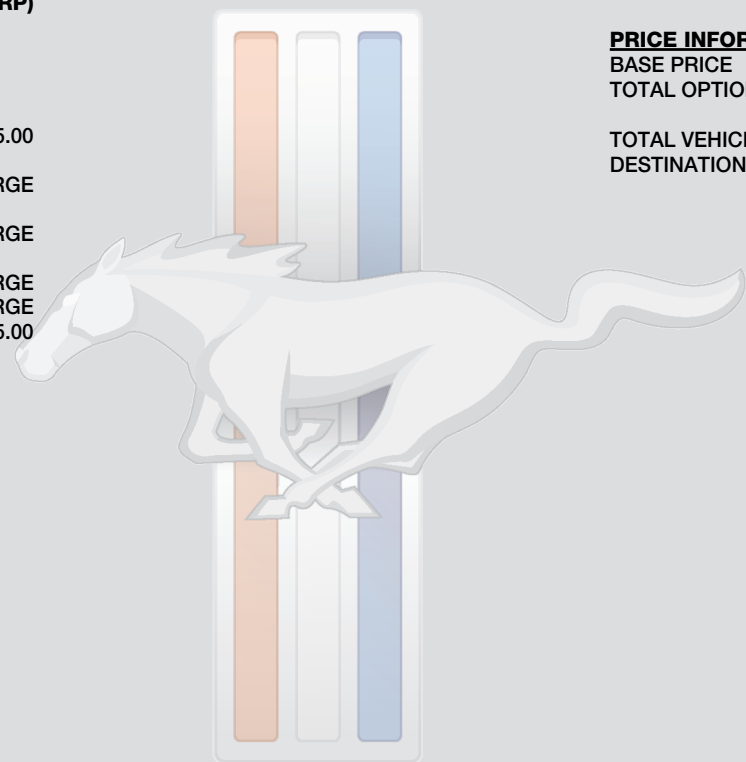 RP)
5.00
RGE
RGE
RGE
RGE
5.00
PRICE INFOR
BASE PRICE
TOTAL OPTIO
TOTAL VEHICL
DESTINATION